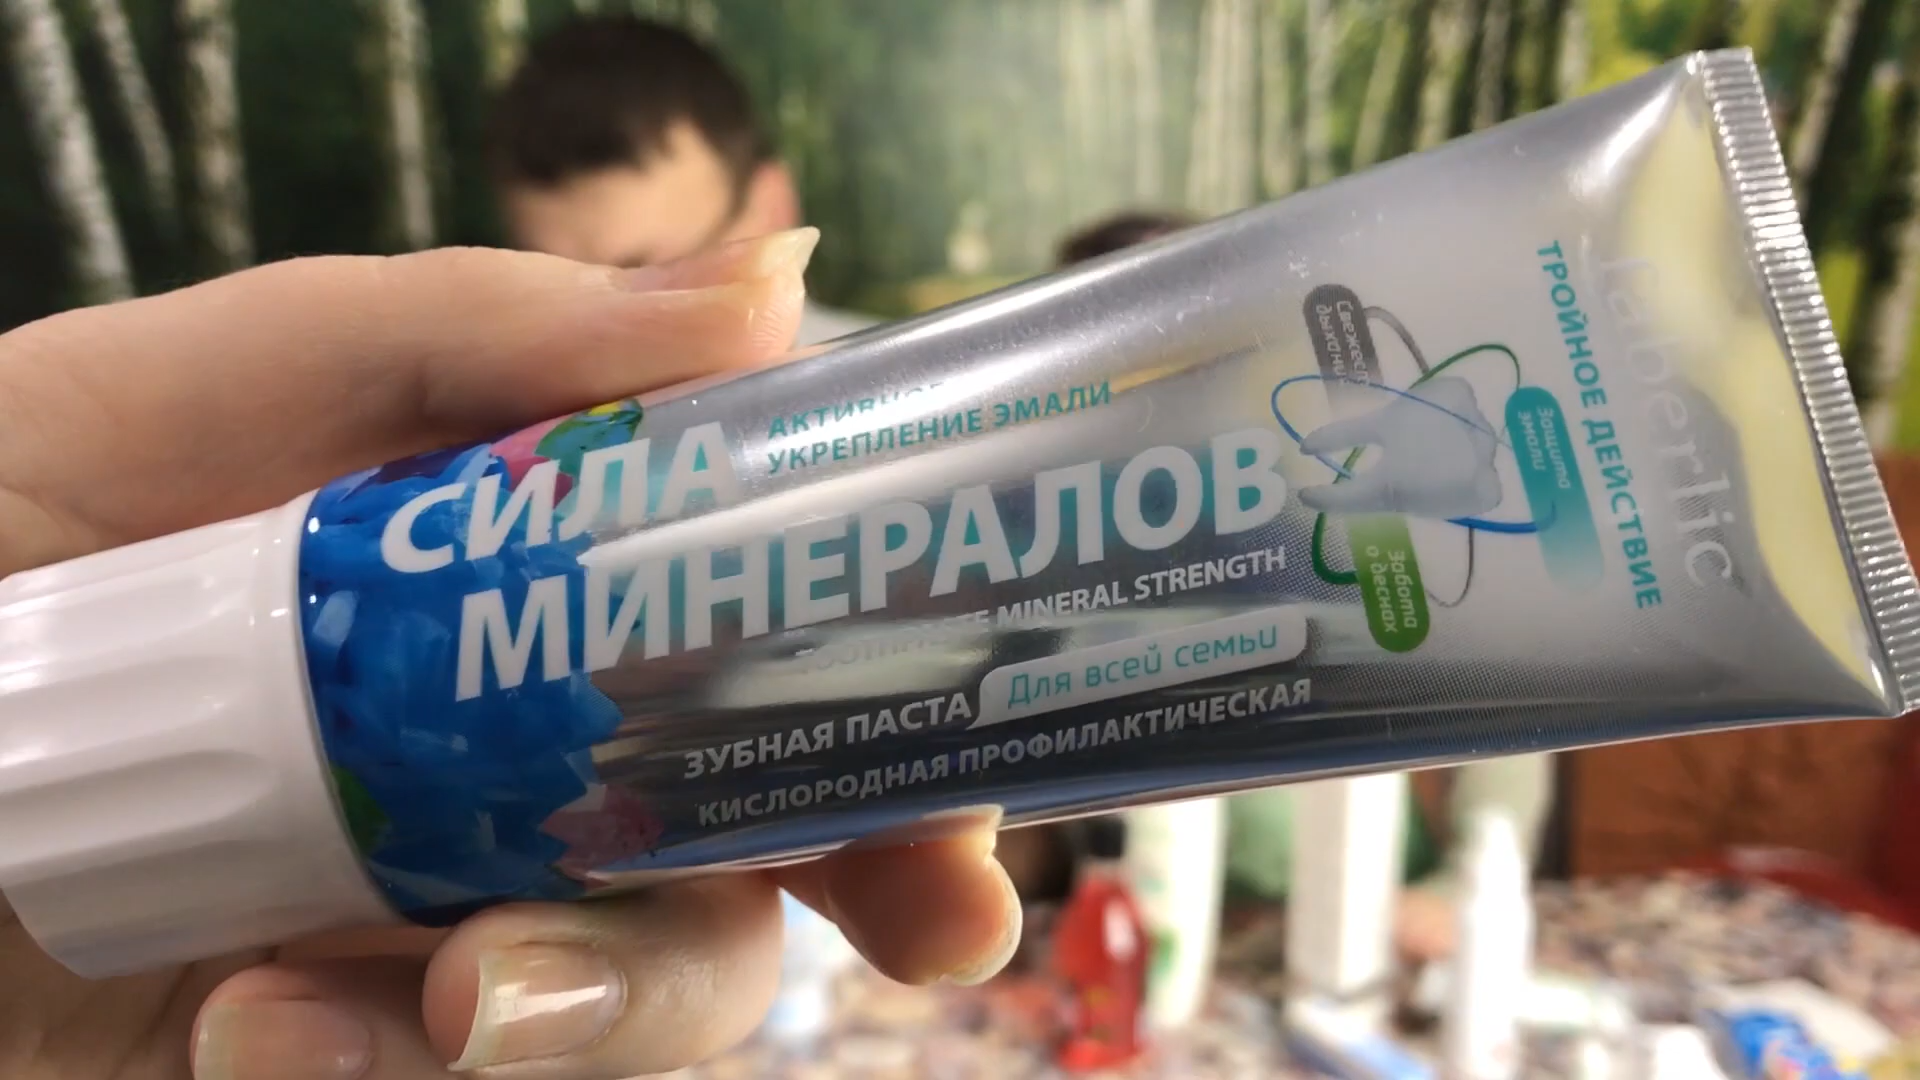 АКТИВНОЕ
УКРЕПЛЕНИЕ ЭМАЛИ
СИЛА
МИНЕРАЛОВ
TOOTHPASTE MINERAL STRENGTH
ЗУБНАЯ ПАСТА Для всей семьи
КИСЛОРОДНАЯ ПРОФИЛАКТИЧЕСКАЯ
Свежесть
дыхания
Защита
эмали
Забота
о деснах
ТРОЙНОЕ ДЕЙСТВИЕ
faberlic